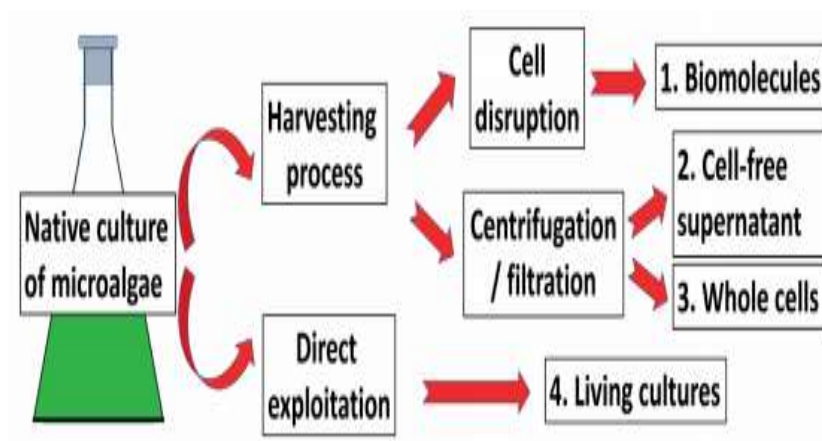 Native culture
of microalgae
Harvesting
process
Direct
exploitation
Cell
disruption
Centrifugation
/ filtration
1. Biomolecules
2. Cell-free
supernatant
3. Whole cells
4. Living cultures